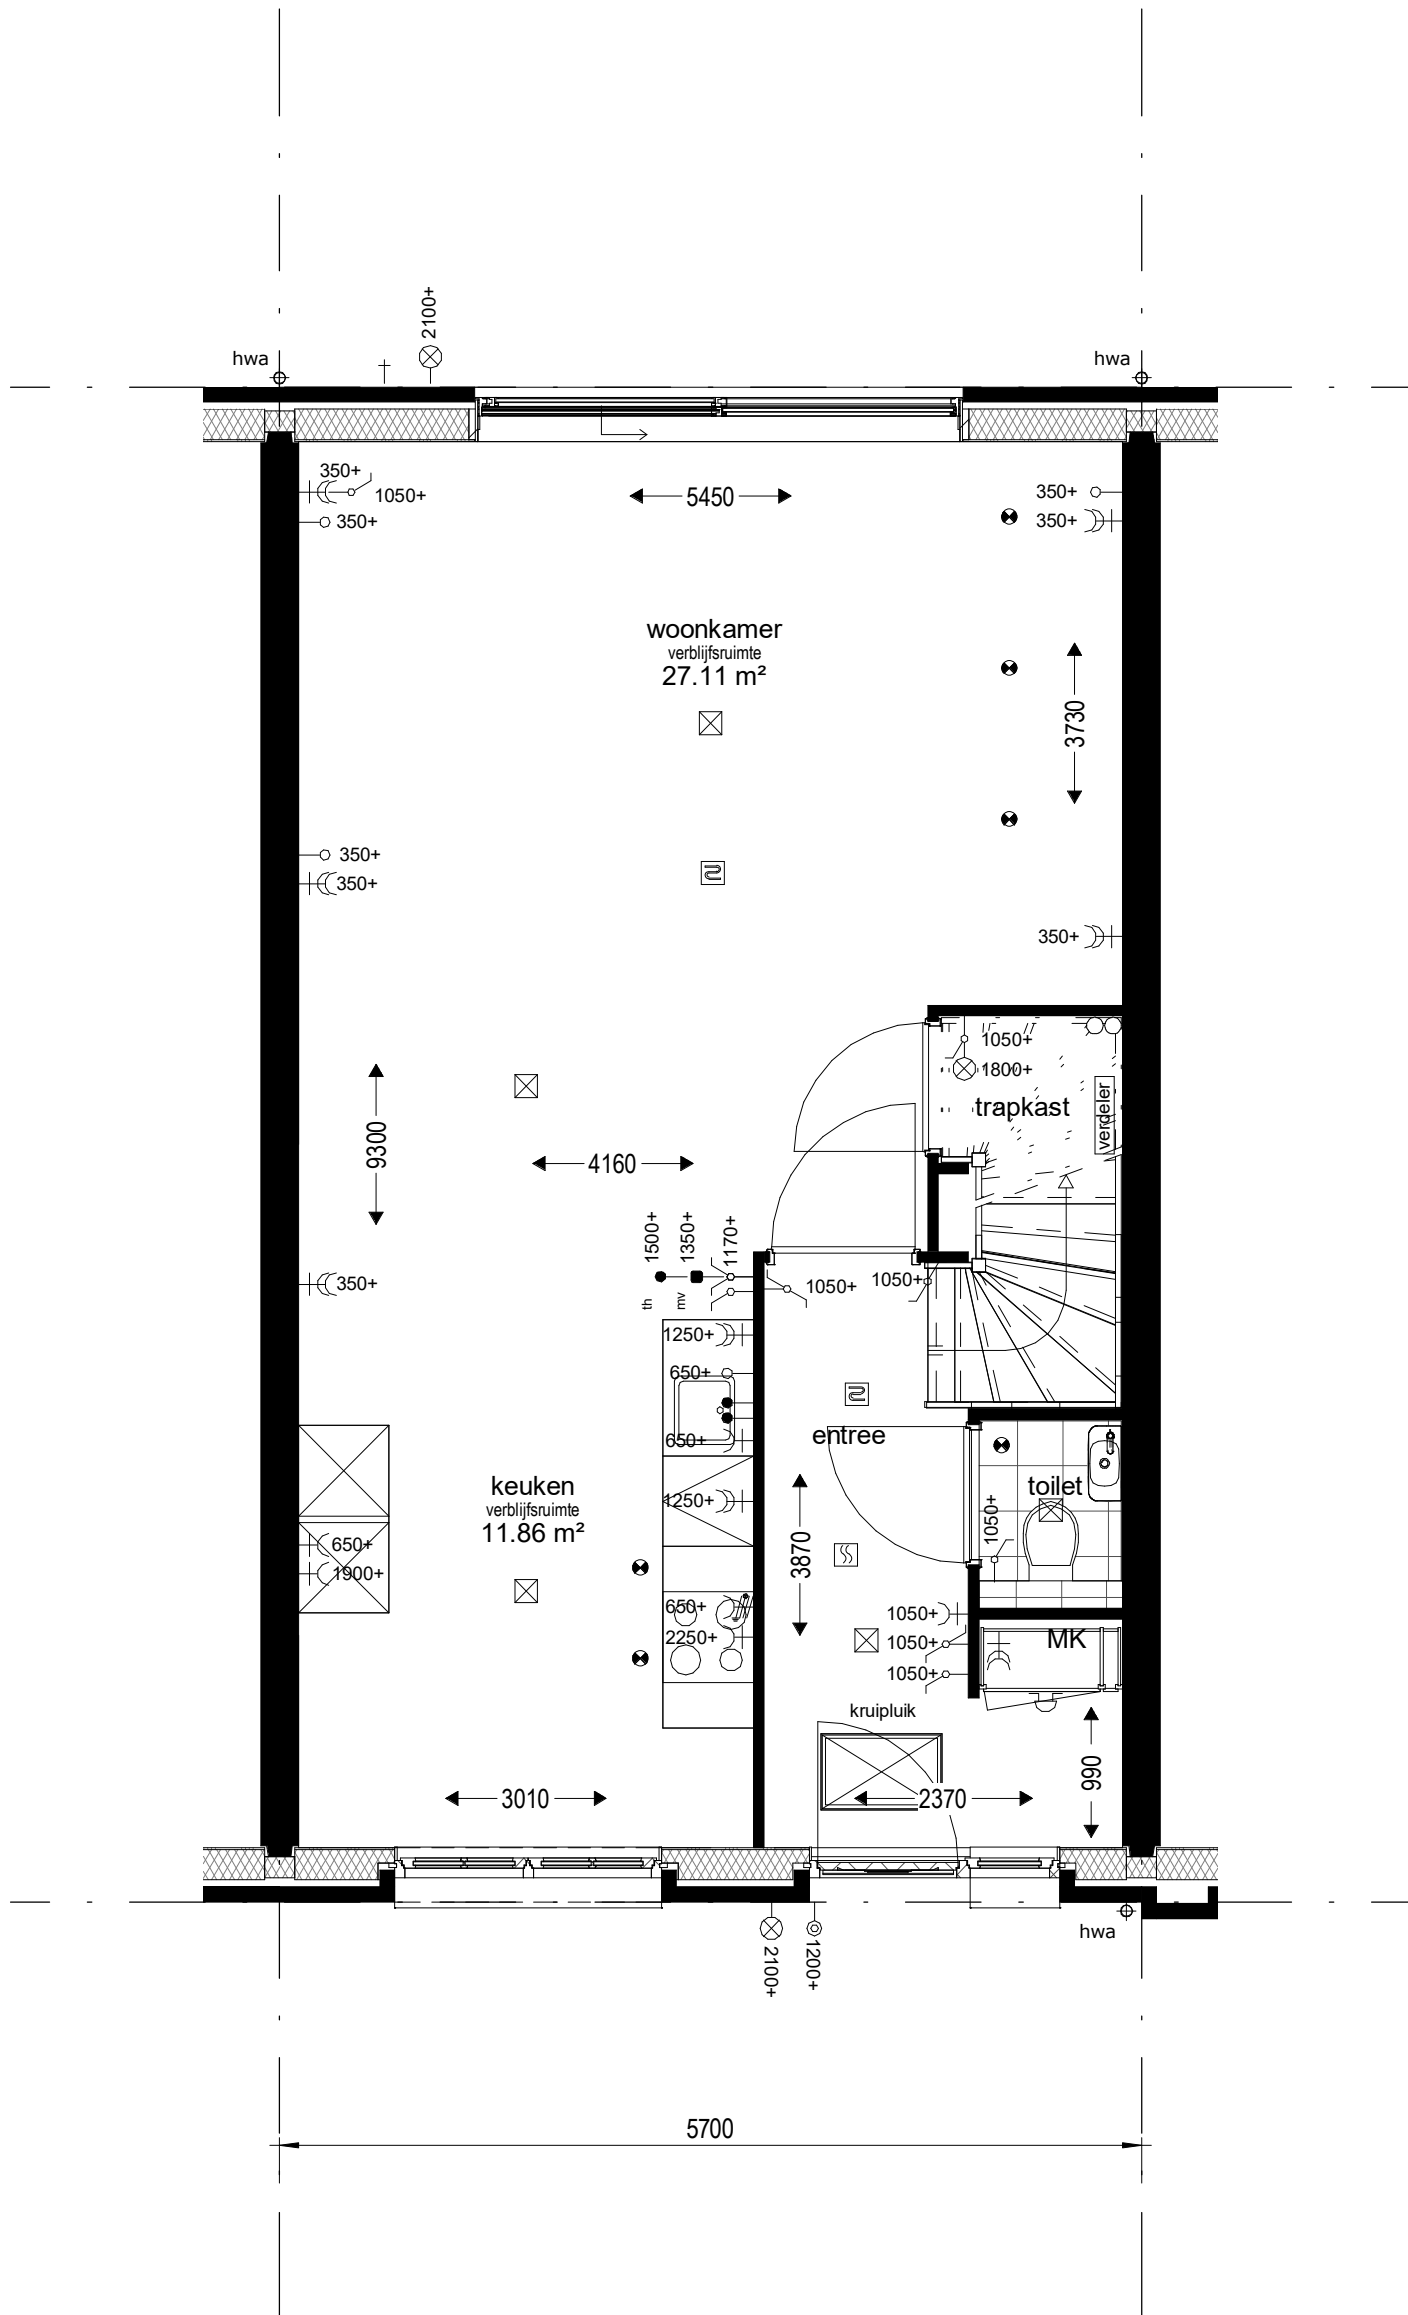 2100+
hwa
hwa
350+
1050+
350+
5450
350+
350+
woonkamer
verblijfsruimte
27.11 m²
3730
350+
350+
350+
1050+
1800+
trapkast
verdeler
9300
4160
1500+
1350+
1170+
th
mv
350+
1050+
1050+
1250+
650+
650+
entree
keuken
verblijfsruimte
11.86 m²
1250+
toilet
1050+
650+
1900+
3870
650+
2250+
1050+
1050+
1050+
MK
kruipluik
3010
2370
990
2100+
1200+
hwa
5700